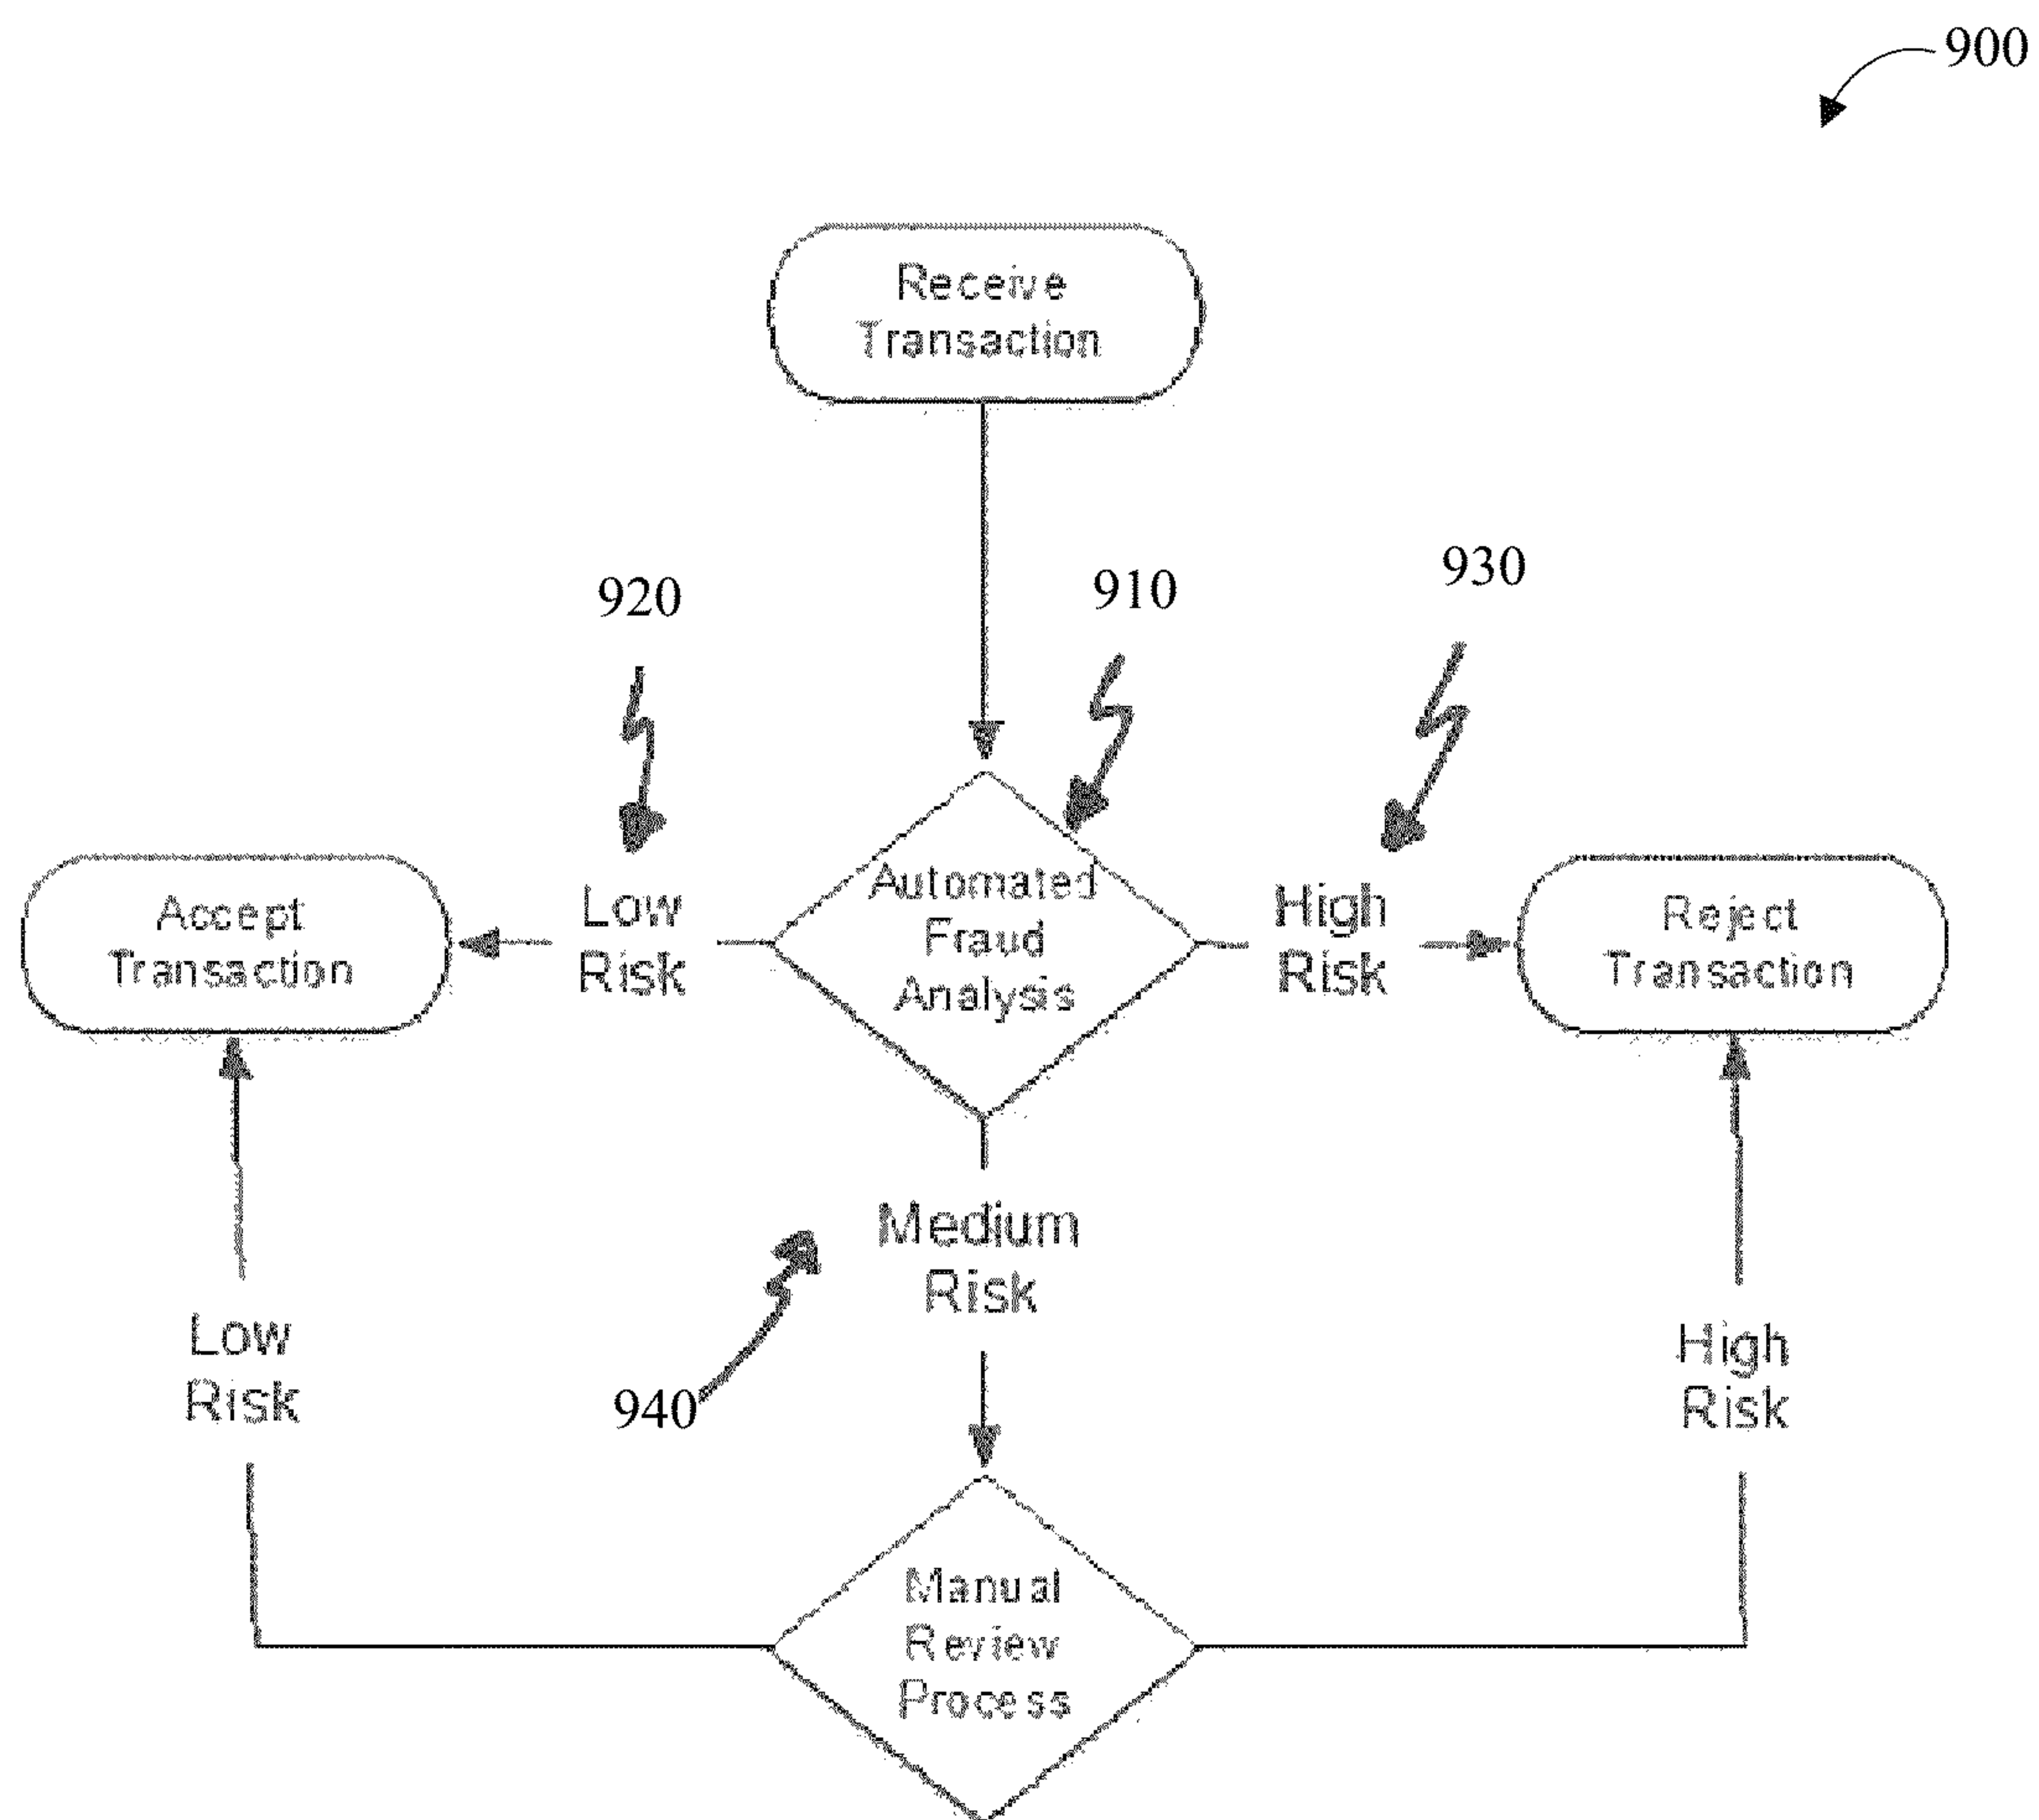 900
Receive
Transaction
920
910
930
Accept
Transaction
Low
Risk
Automated
Fraud
Analysis
High
Risk
Reject
Transaction
Medium
Risk
940
Low
Risk
High
Risk
Manual
Review
Process